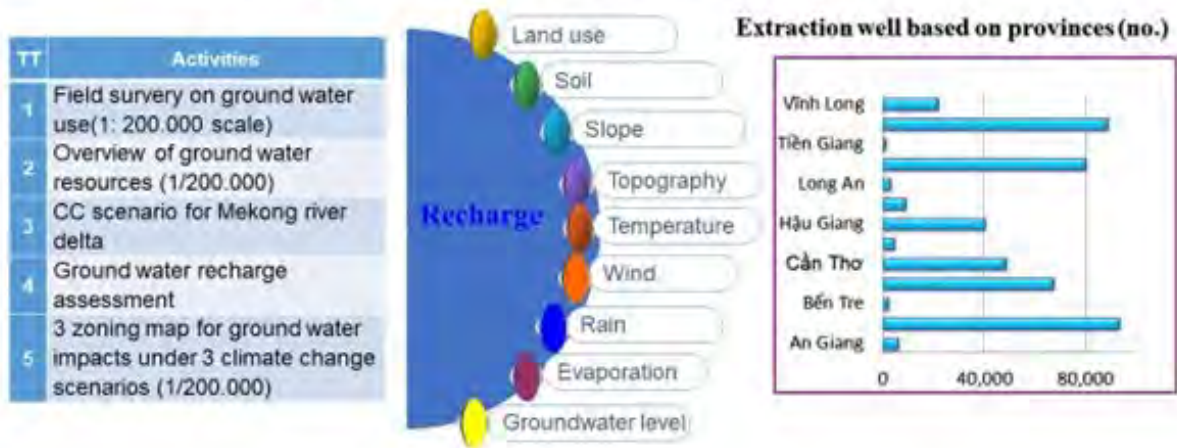 TT Activities
1 Field survery on ground water
use(1: 200.000 scale)
2 Overview of ground water
resources (1/200.000)
3 CC scenario for Mekong river
delta
4 Ground water recharge
assessment
5 3 zoning map for ground water
impacts under 3 climate change
scenarios (1/200.000)
Recharge
Land use
Soil
Slope
Topography
Temperature
Wind
Rain
Evaporation
Groundwater level
Extraction well based on provinces (no.)
Vĩnh Long
Tiền Giang
Long An
Hậu Giang
Cần Thơ
Bến Tre
An Giang
0 40,000 80,000